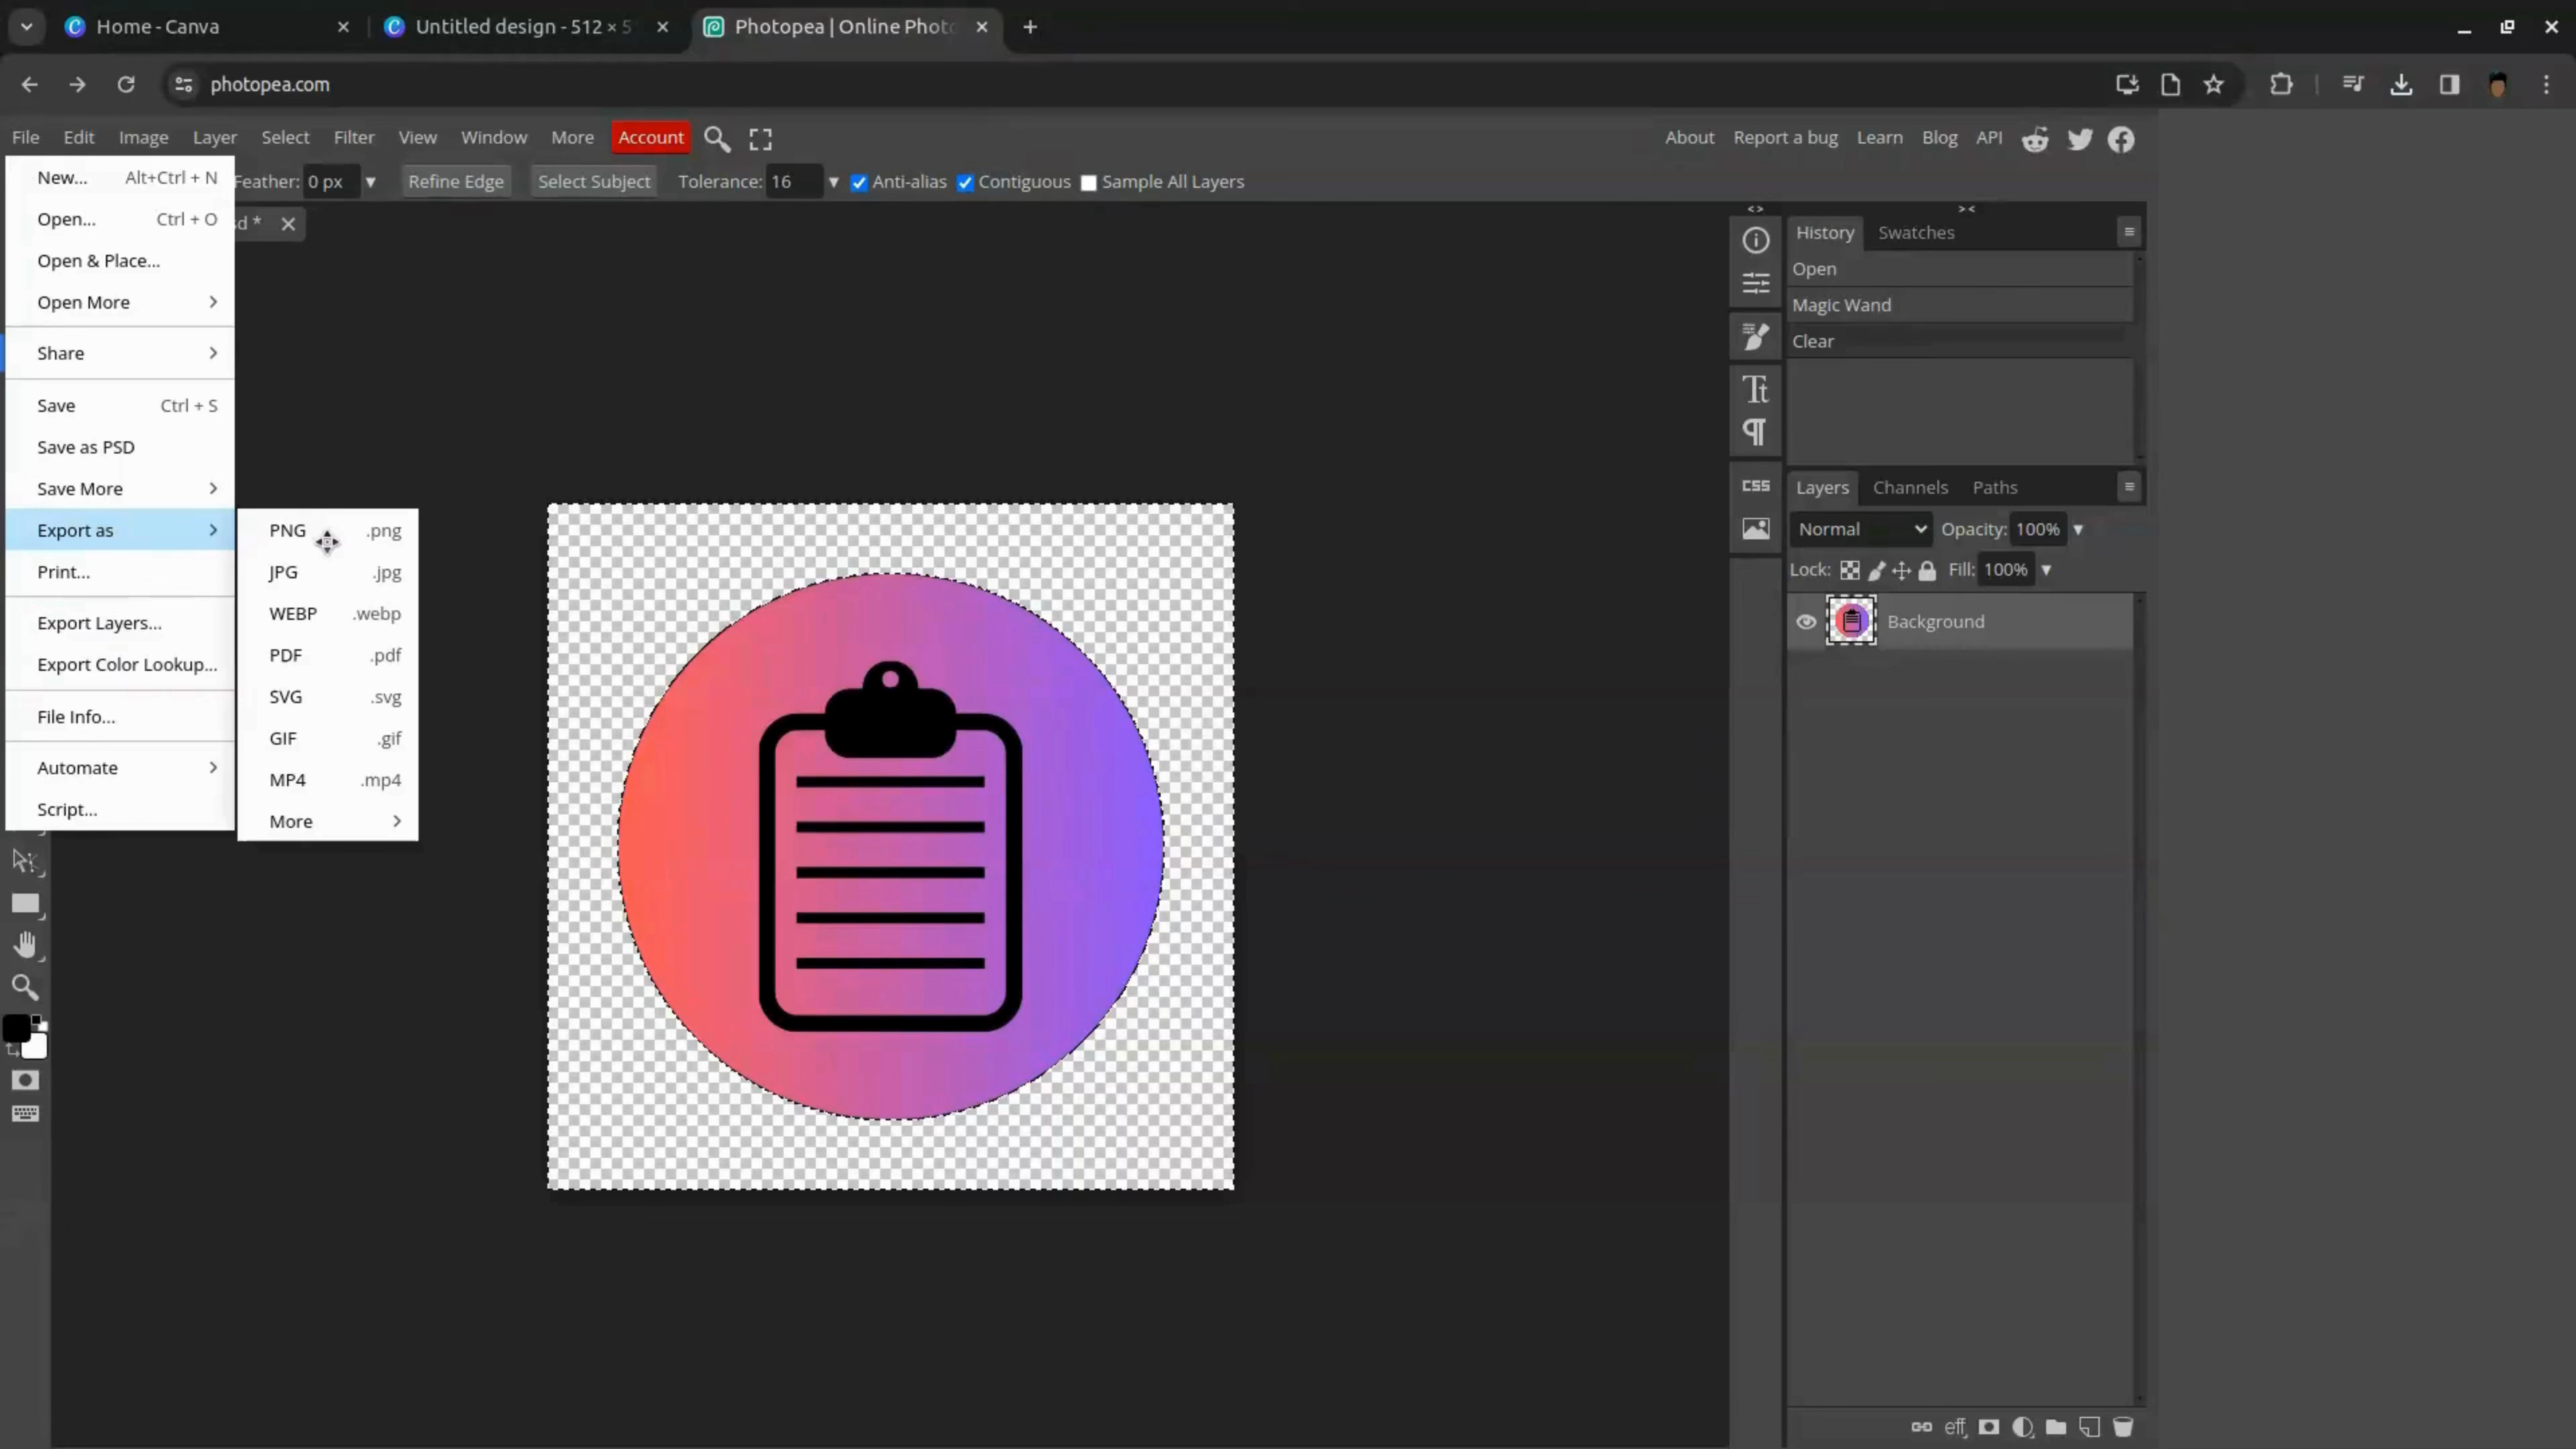 Home - Canva
Untitled design - 512 × 5
Photopea | Online Phot
photopea.com
File Edit Image Layer Select Filter View Window More Account
About Report a bug Learn Blog API
Feather: 0 px Refine Edge Select Subject Tolerance: 16 Anti-alias Contiguous Sample All Layers
sd *
New... Alt+Ctrl + N
Open... Ctrl + O
Open & Place...
Open More
Share
Save Ctrl + S
Save as PSD
Save More
Export as
Print...
Export Layers...
Export Color Lookup...
File Info...
Automate
Script...
PNG .png
JPG .jpg
WEBP .webp
PDF .pdf
SVG .svg
GIF .gif
MP4 .mp4
More
History Swatches
Open
Magic Wand
Clear
Tt
CSS
Layers Channels Paths
Normal Opacity: 100%
Lock: Fill: 100%
Background
eff